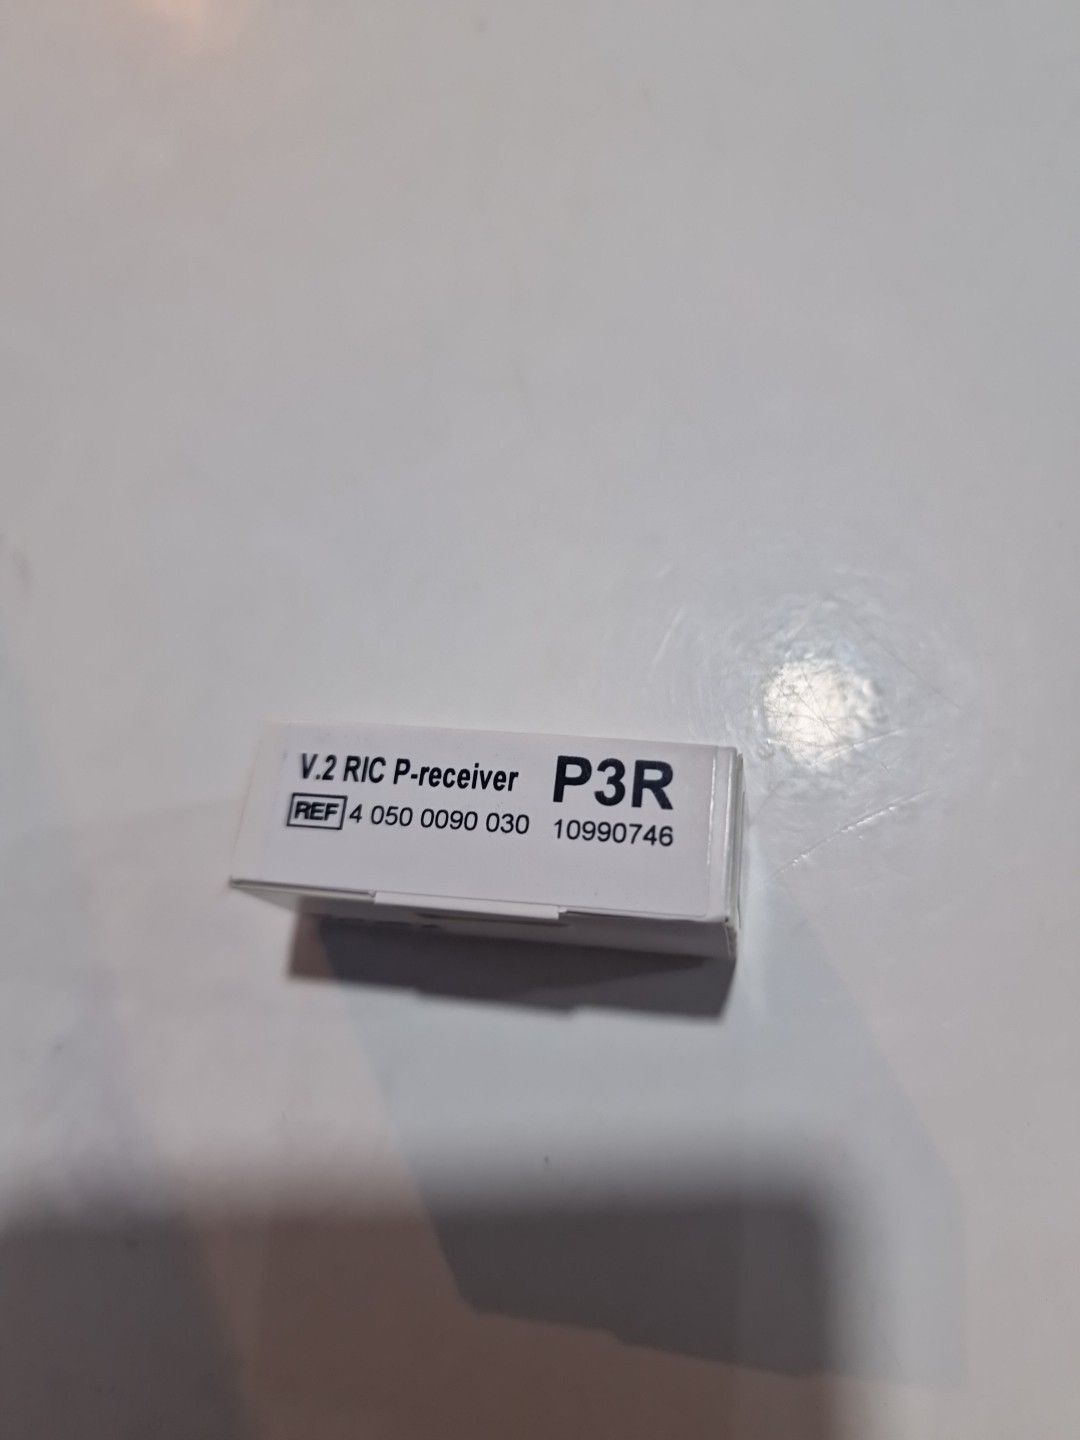 V.2 RIC P-receiver P3R
REF 4 050 0090 030 10990746